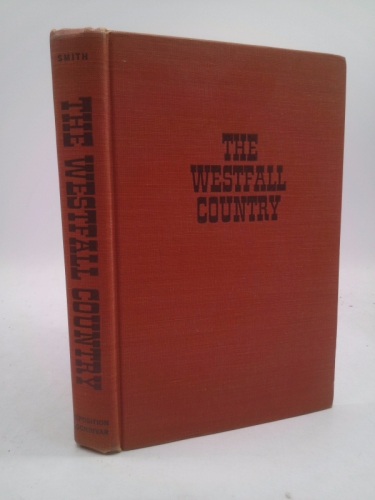 SMITH
THE WESTFALL COUNTRY
THE
WESTFALL
COUNTRY